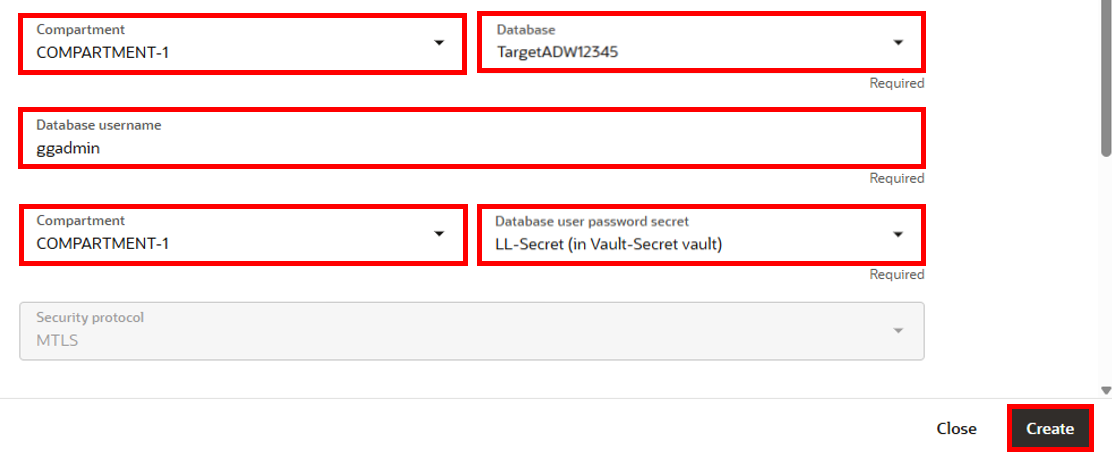 Compartment
COMPARTMENT-1
Database
TargetADW12345
Required
Database username
ggadmin
Required
Compartment
COMPARTMENT-1
Database user password secret
LL-Secret (in Vault-Secret vault)
Required
Security protocol
MTLS
Close
Create